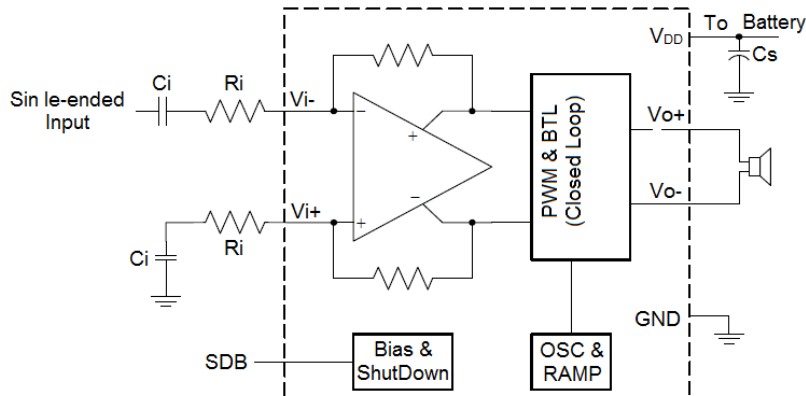 V_DD
To Battery
Cs
Ci
Ri
Vi-
Sin le-ended
Input
−
+
PWM & BTL
(Closed Loop)
Vo+
Vo-
−
+
Vi+
Ri
Ci
GND
SDB
Bias &
ShutDown
OSC &
RAMP